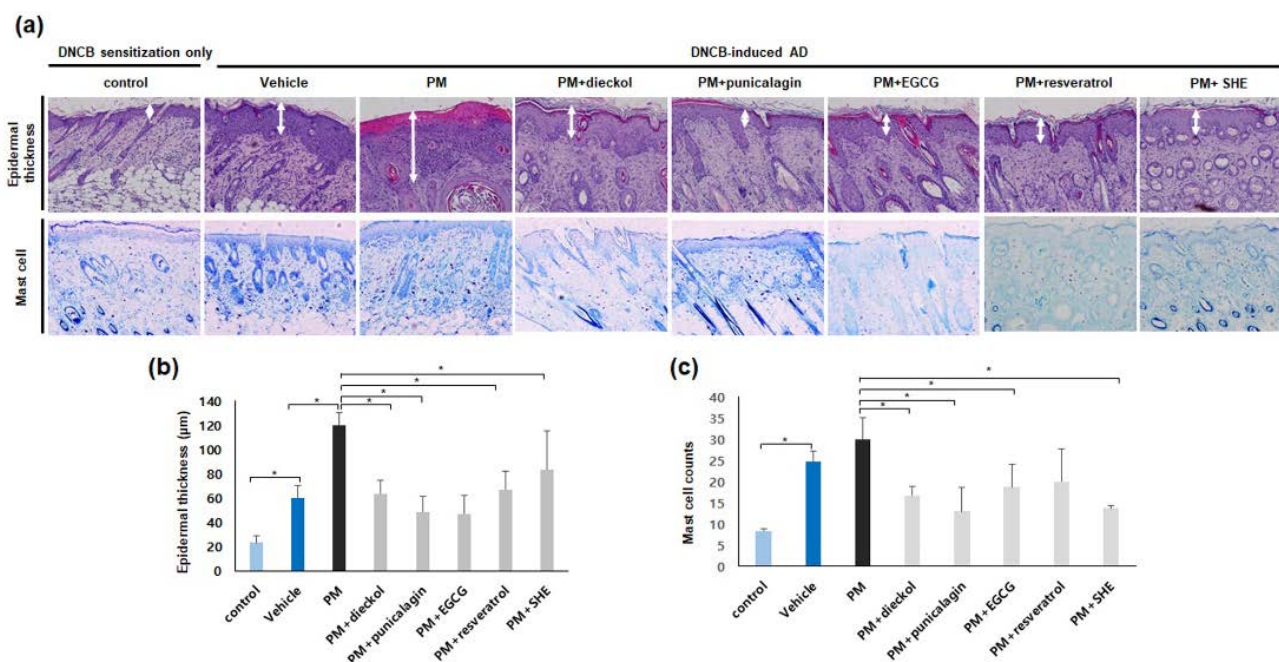 (a)
DNCB sensitization only
DNCB-induced AD
control
Vehicle
PM
PM+dieckol
PM+punicalagin
PM+EGCG
PM+resveratrol
PM+ SHE
Epidermal
thickness
Mast cell
(b)
*
*
*
*
*
*
Epidermal thickness (μm)
140
120
100
80
60
40
20
0
control
Vehicle
PM
PM+dieckol
PM+punicalagin
PM+EGCG
PM+resveratrol
PM+SHE
(c)
*
*
*
*
*
Mast cell counts
40
35
30
25
20
15
10
5
0
control
Vehicle
PM
PM+dieckol
PM+punicalagin
PM+EGCG
PM+resveratrol
PM+SHE